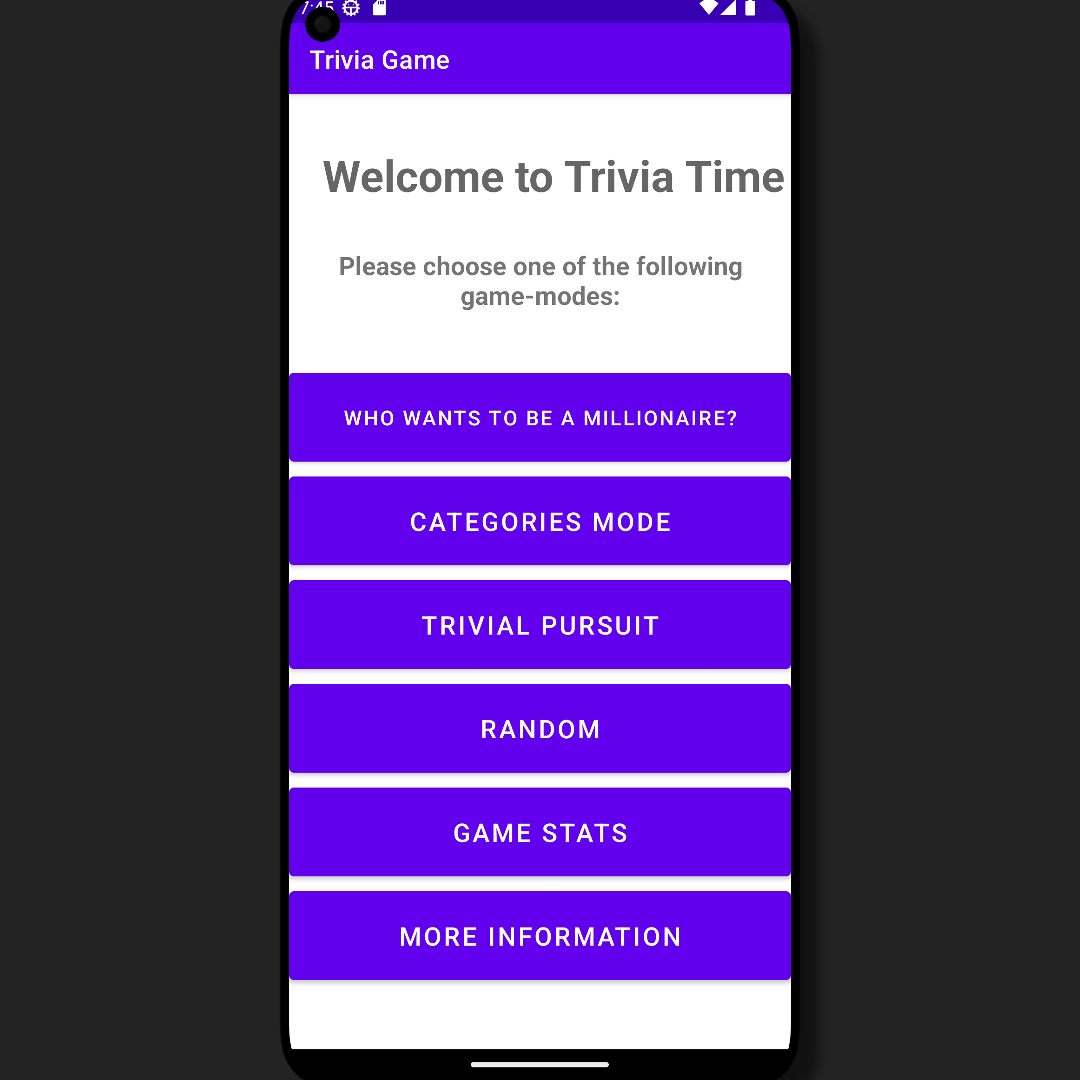 7:45
Trivia Game
Welcome to Trivia Time
Please choose one of the following
game-modes:
WHO WANTS TO BE A MILLIONAIRE?
CATEGORIES MODE
TRIVIAL PURSUIT
RANDOM
GAME STATS
MORE INFORMATION